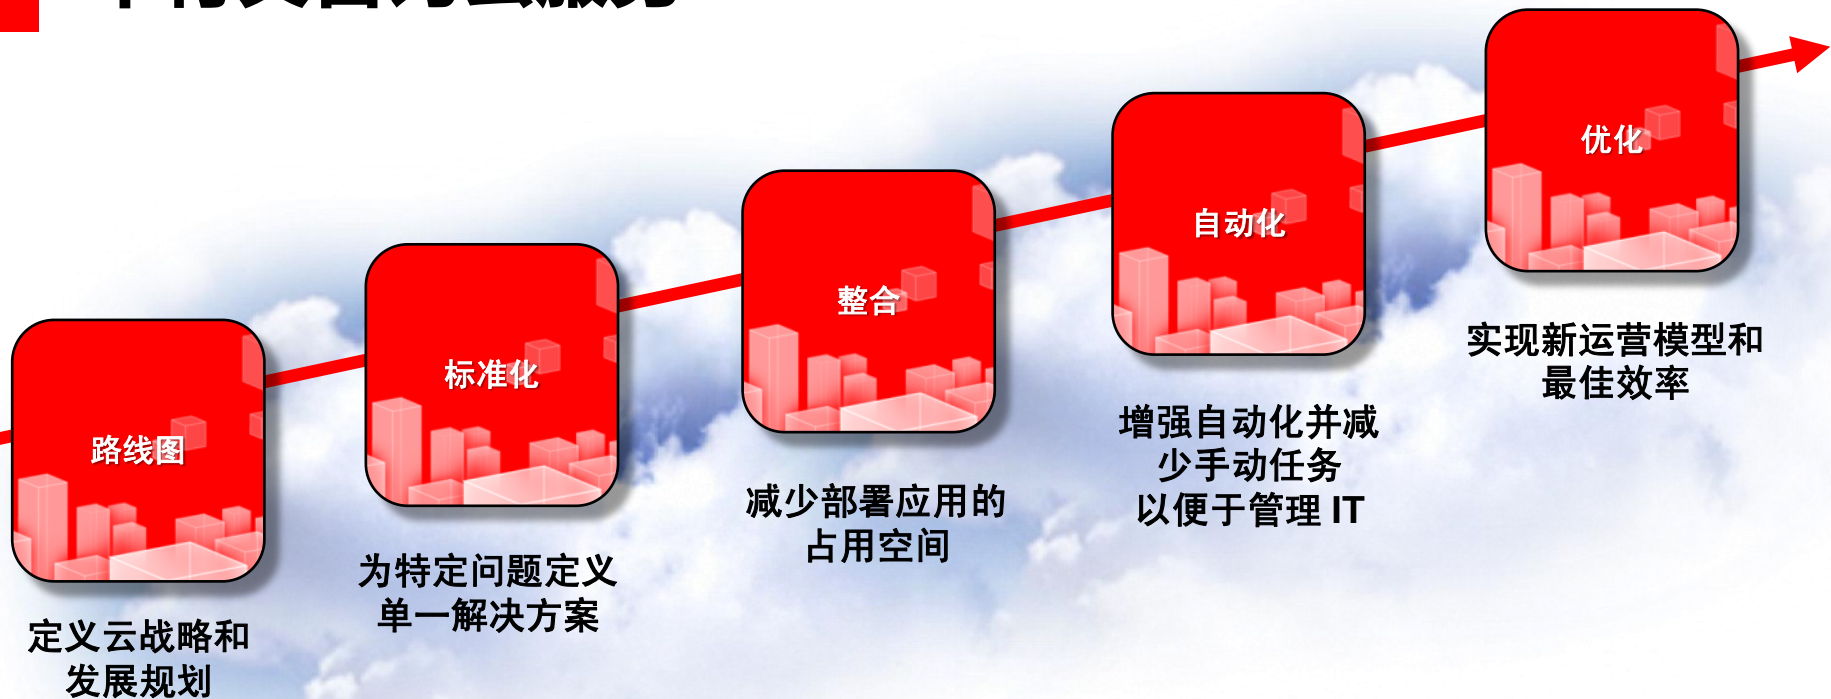 路线图
定义云战略和
发展规划
标准化
为特定问题定义
单一解决方案
整合
减少部署应用的
占用空间
自动化
增强自动化并减
少手动任务
以便于管理 IT
优化
实现新运营模型和
最佳效率